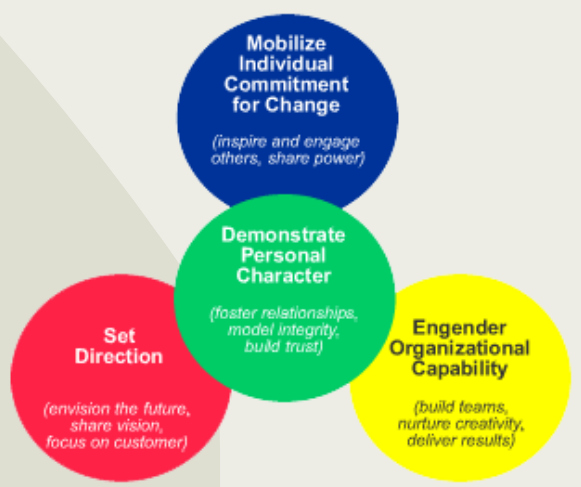 Mobilize
Individual
Commitment
for Change
(inspire and engage
others, share power)
Demonstrate
Personal
Character
(foster relationships,
model integrity,
build trust)
Set
Direction
(envision the future,
share vision,
focus on customer)
Engender
Organizational
Capability
(build teams,
nurture creativity,
deliver results)